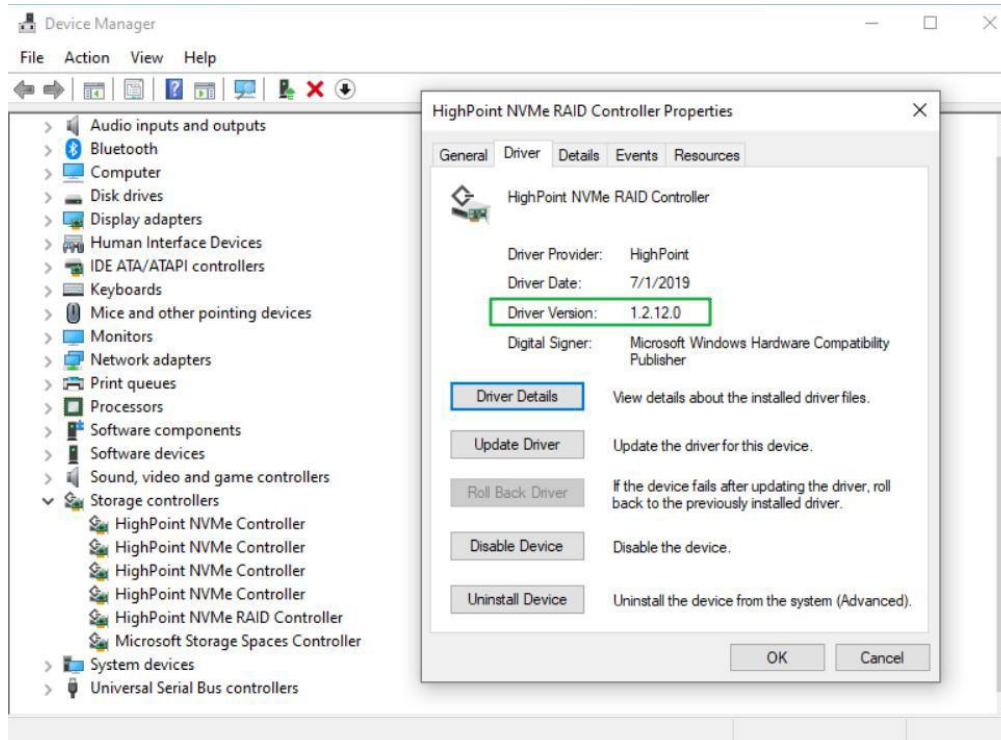 Device Manager
File Action View Help
Audio inputs and outputs
Bluetooth
Computer
Disk drives
Display adapters
Human Interface Devices
IDE ATA/ATAPI controllers
Keyboards
Mice and other pointing devices
Monitors
Network adapters
Print queues
Processors
Software components
Software devices
Sound, video and game controllers
Storage controllers
HighPoint NVMe Controller
HighPoint NVMe Controller
HighPoint NVMe Controller
HighPoint NVMe Controller
HighPoint NVMe RAID Controller
Microsoft Storage Spaces Controller
System devices
Universal Serial Bus controllers
HighPoint NVMe RAID Controller Properties
General Driver Details Events Resources
HighPoint NVMe RAID Controller
Driver Provider: HighPoint
Driver Date: 7/1/2019
Driver Version: 1.2.12.0
Digital Signer: Microsoft Windows Hardware Compatibility
Publisher
Driver Details View details about the installed driver files.
Update Driver Update the driver for this device.
Roll Back Driver If the device fails after updating the driver, roll
back to the previously installed driver.
Disable Device Disable the device.
Uninstall Device Uninstall the device from the system (Advanced).
OK Cancel